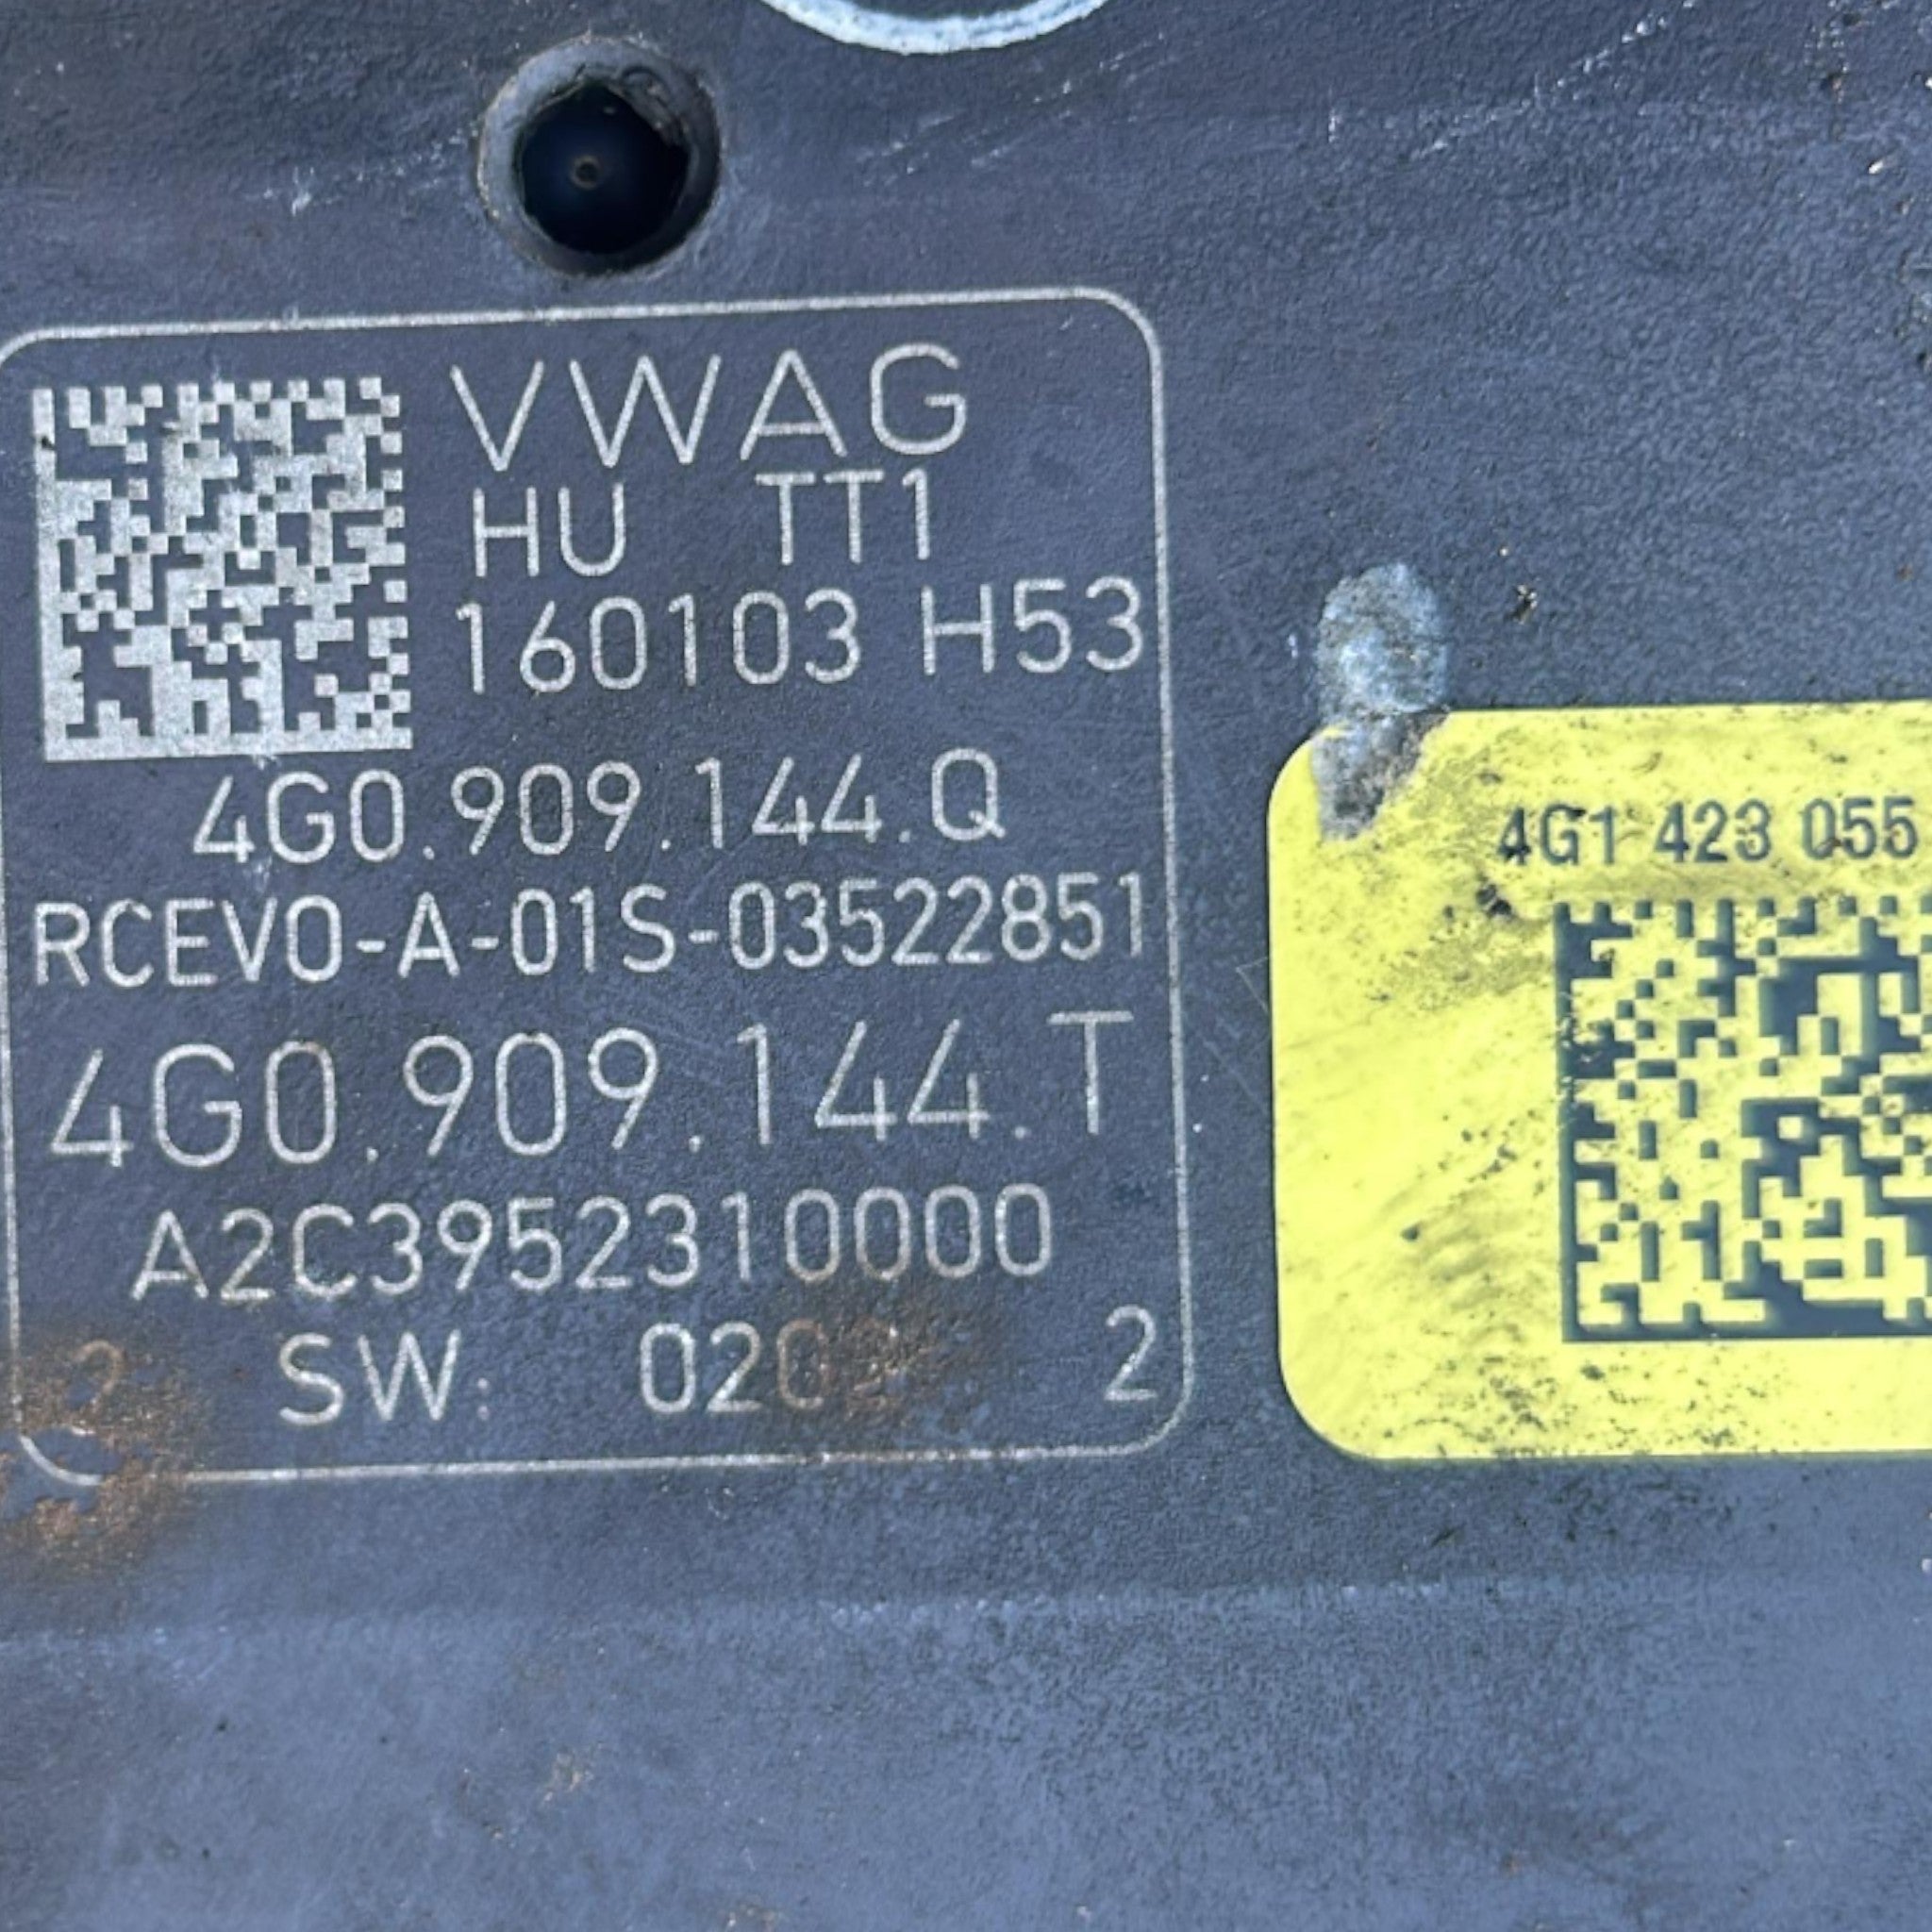 VWAG
HU TT1
160103 H53
4G0.909.144.Q
RCEVO-A-01S-03522851
4G0.909.144.T
A2C3952310000
SW: 2
4G1 423 055